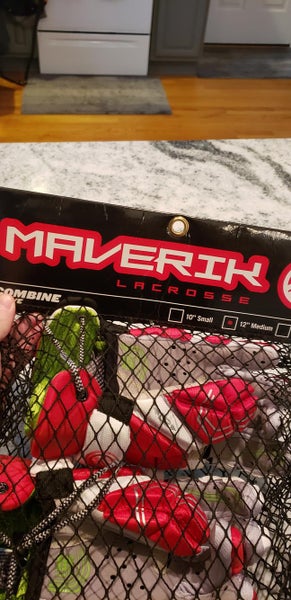 MAVERIK
LACROSSE
COMBINE
10" Small
12" Medium